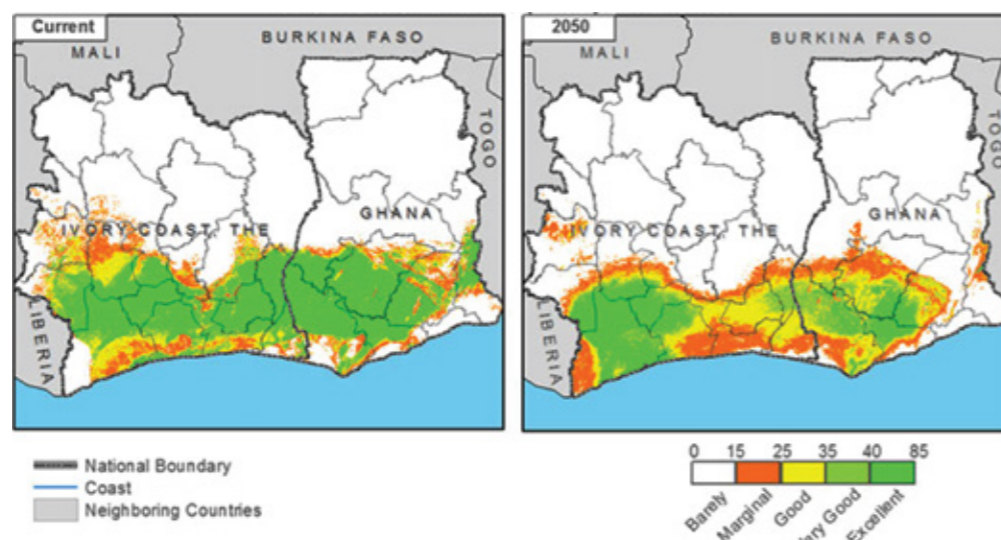 Current
MALI
BURKINA FASO
TOGO
GHANA
IVORY COAST, THE
LIBERIA
2050
MALI
BURKINA FASO
TOGO
GHANA
IVORY COAST, THE
LIBERIA
National Boundary
Coast
Neighboring Countries
0 15 25 35 40 85
Barely
Marginal
Good
Very Good
Excellent